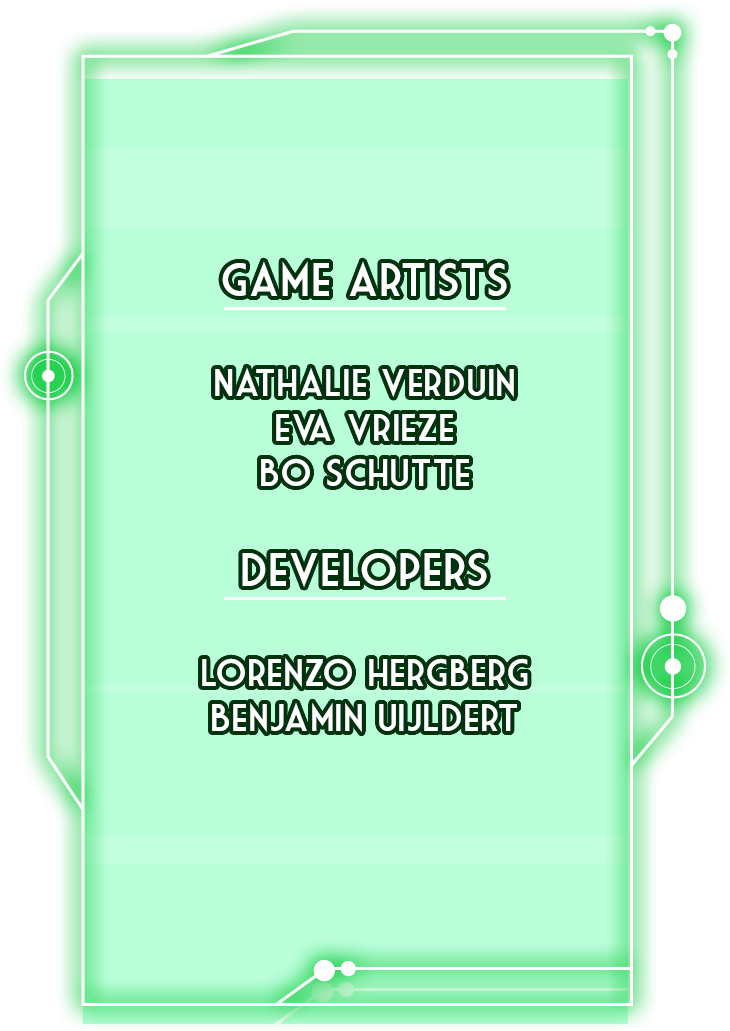 GAME ARTISTS
NATHALIE VERDUIN
EVA VRIEZE
BO SCHUTTE
DEVELOPERS
LORENZO HERGBERG
BENJAMIN UIJLDERT